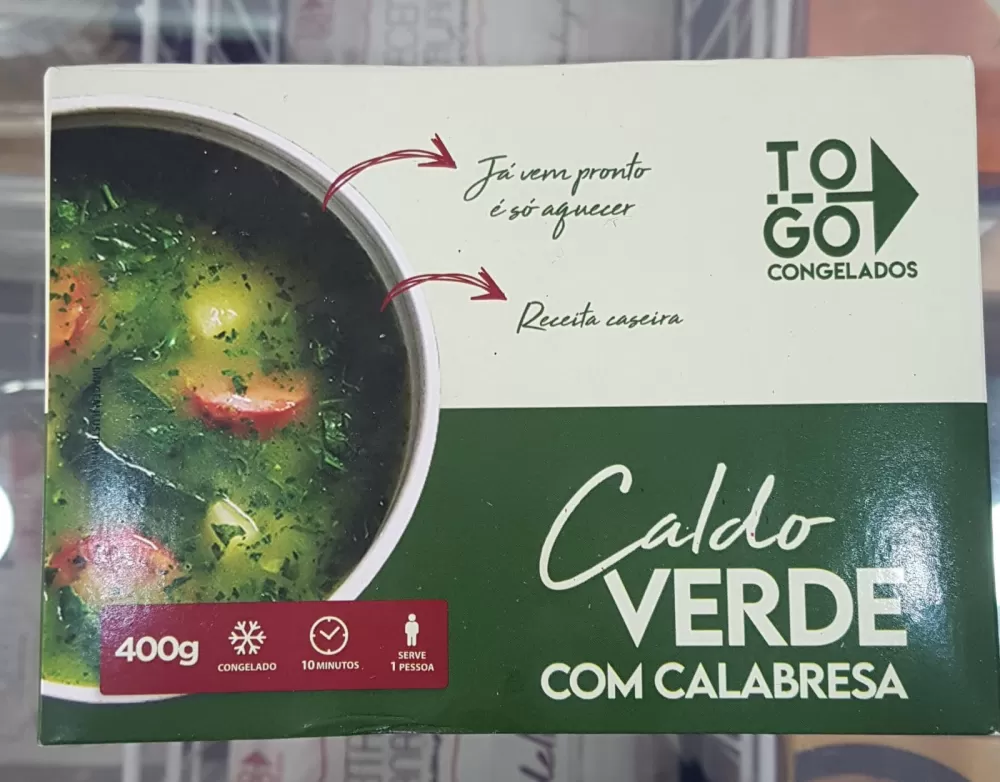 Já vem pronto
é só aquecer
TO
GO
CONGELADOS
Receita caseira
Caldo
VERDE
COM CALABRESA
400g
CONGELADO
10 MINUTOS
SERVE
1 PESSOA